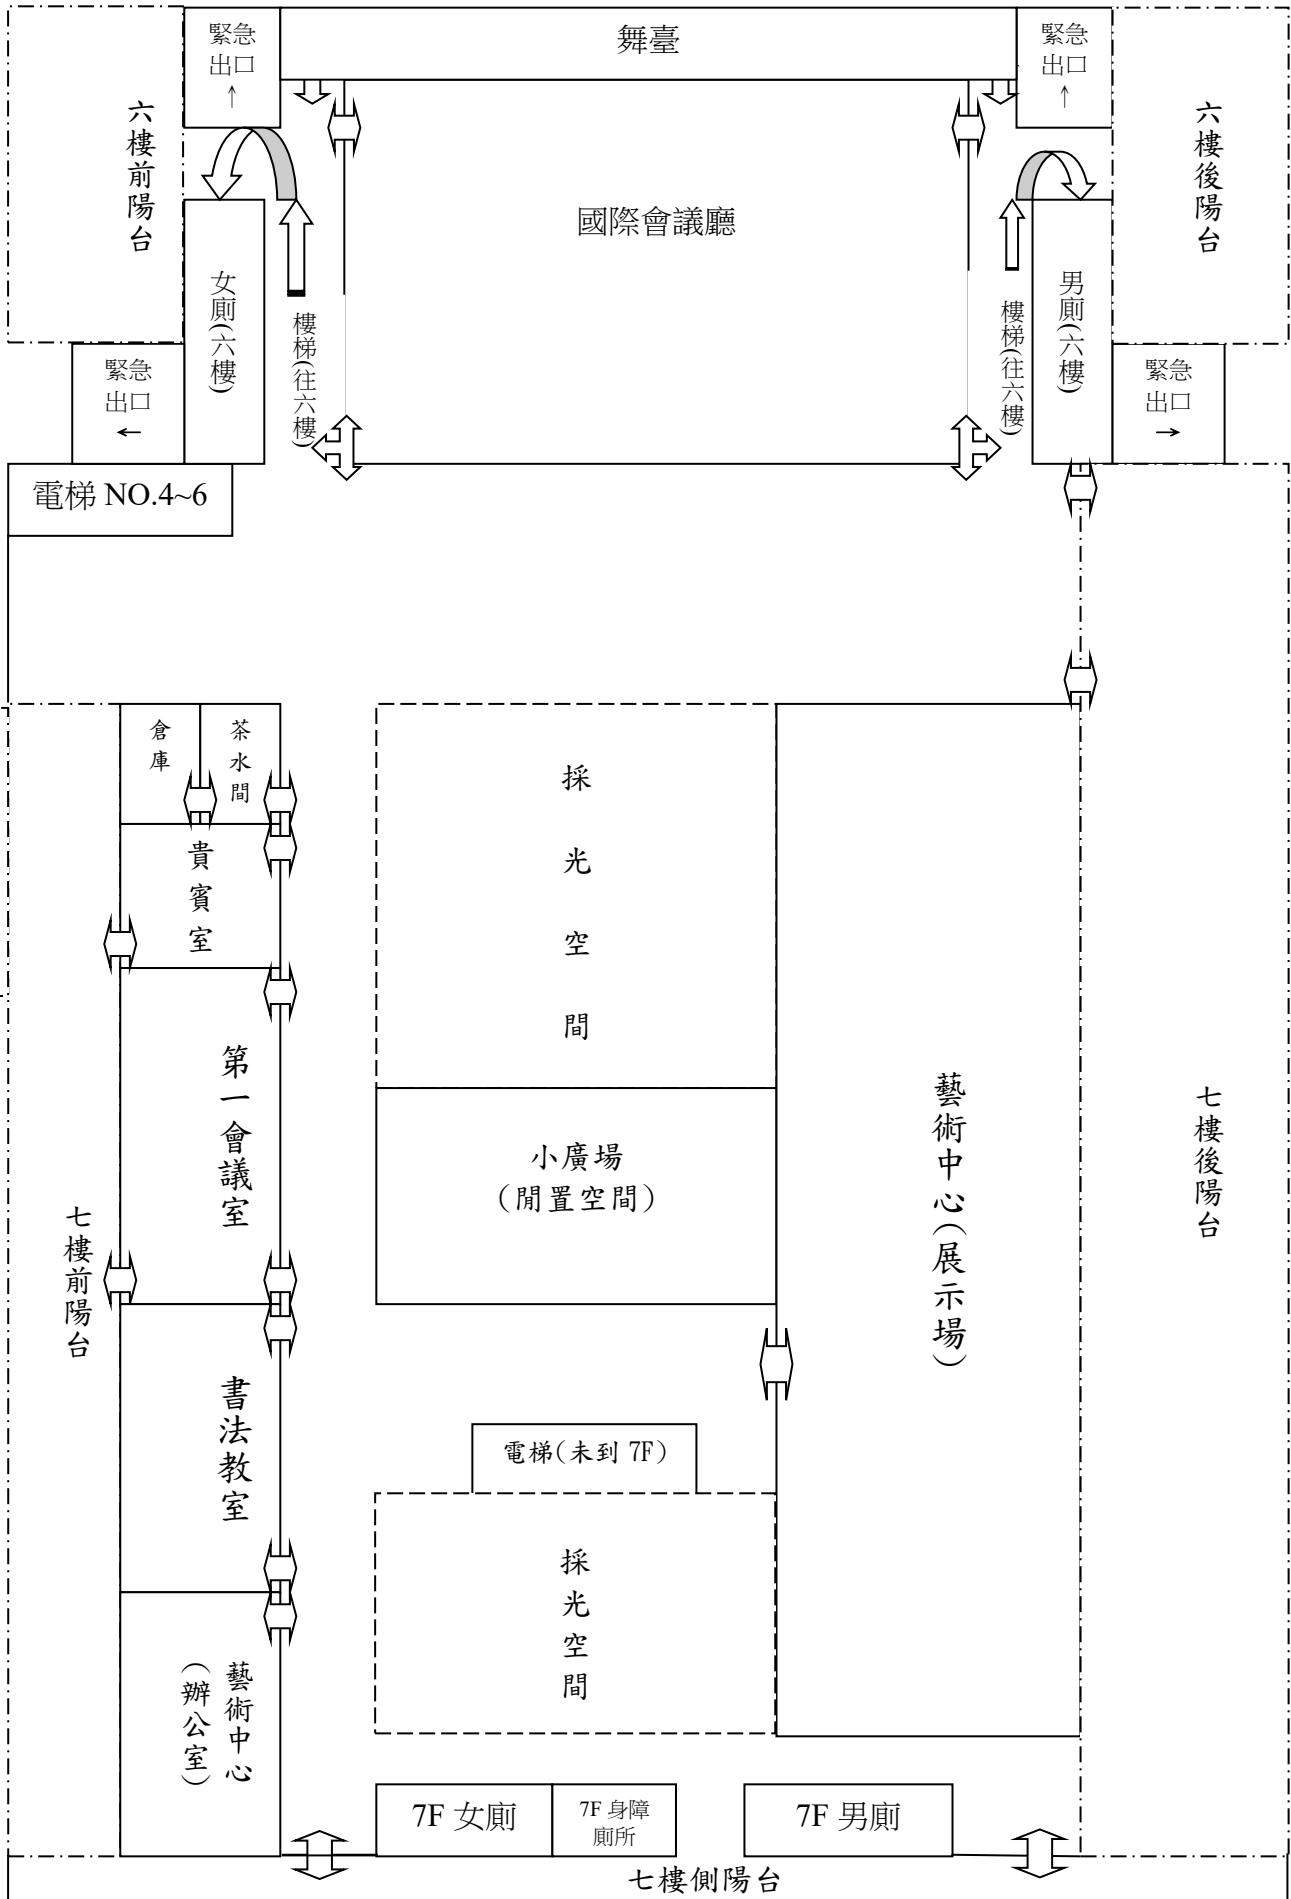 緊急
出口
↑
舞臺
緊急
出口
↑
六樓前陽台
六樓後陽台
國際會議廳
女廁(六樓)
樓梯(往六樓)
樓梯(往六樓)
男廁(六樓)
緊急
出口
←
緊急
出口
→
電梯 NO.4~6
倉庫
茶水間
貴賓室
採光空間
第一會議室
小廣場
(閒置空間)
藝術中心(展示場)
七樓後陽台
七樓前陽台
書法教室
電梯(未到 7F)
採光空間
藝術中心
(辦公室)
7F 女廁
7F 身障
廁所
7F 男廁
七樓側陽台